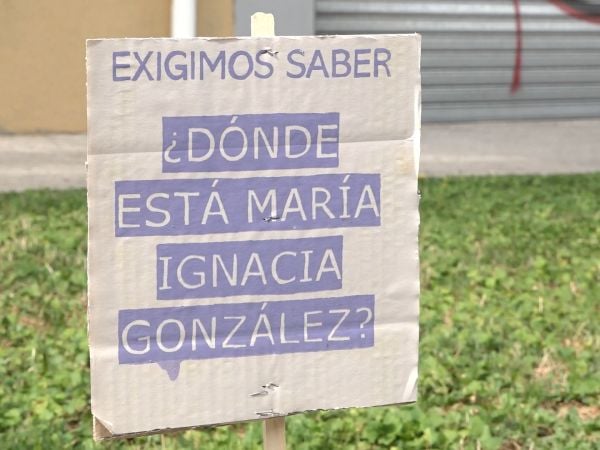 EXIGIMOS SABER
¿DÓNDE
ESTÁ MARÍA
IGNACIA
GONZÁLEZ?